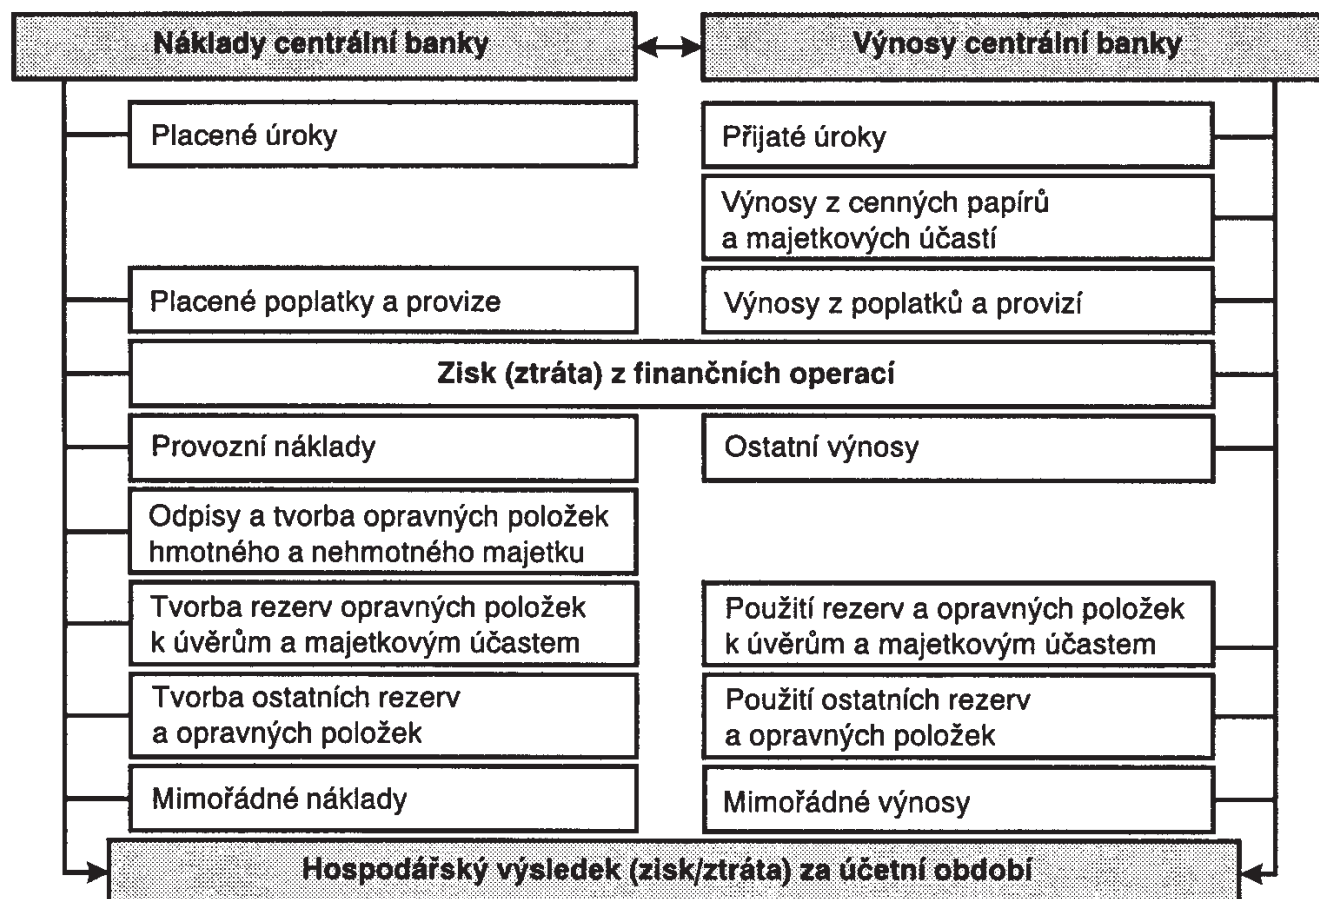 Náklady centrální banky
Výnosy centrální banky
Placené úroky
Přijaté úroky
Výnosy z cenných papírů
a majetkových účastí
Placené poplatky a provize
Výnosy z poplatků a provizí
Zisk (ztráta) z finančních operací
Provozní náklady
Ostatní výnosy
Odpisy a tvorba opravných položek
hmotného a nehmotného majetku
Tvorba rezerv opravných položek
k úvěrům a majetkovým účastem
Použití rezerv a opravných položek
k úvěrům a majetkovým účastem
Tvorba ostatních rezerv
a opravných položek
Použití ostatních rezerv
a opravných položek
Mimořádné náklady
Mimořádné výnosy
Hospodářský výsledek (zisk/ztráta) za účetní období